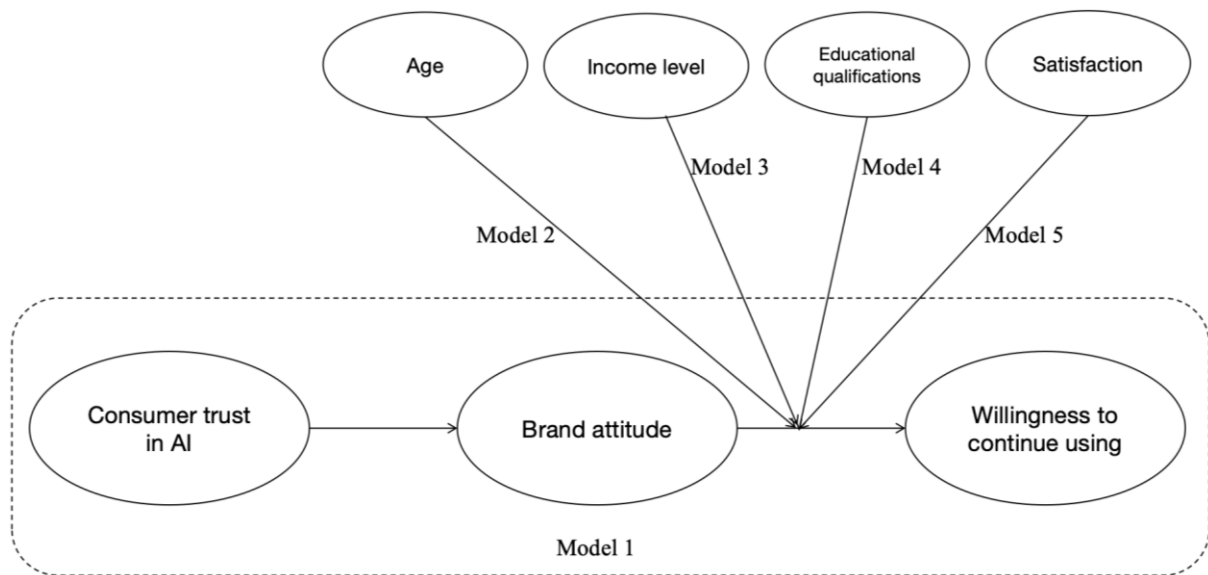 Age
Income level
Educational
qualifications
Satisfaction
Model 3
Model 4
Model 2
Model 5
Consumer trust
in AI
Brand attitude
Willingness to
continue using
Model 1